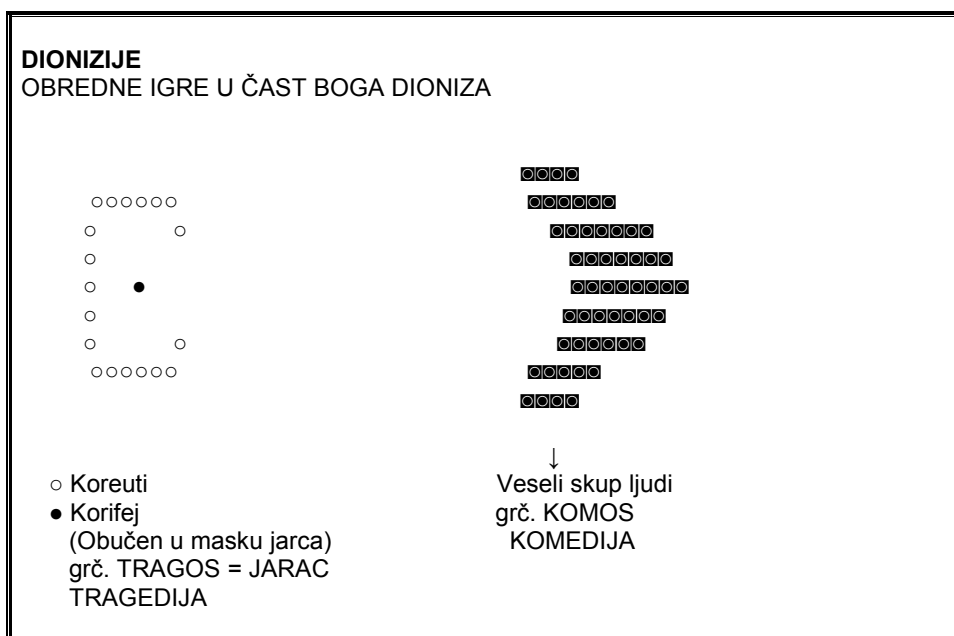 DIONIZIJE
OBREDNE IGRE U ČAST BOGA DIONIZA
○ Koreuti
● Korifej
(Obučen u masku jarca)
grč. TRAGOS = JARAC
TRAGEDIJA
↓
Veseli skup ljudi
grč. KOMOS
KOMEDIJA